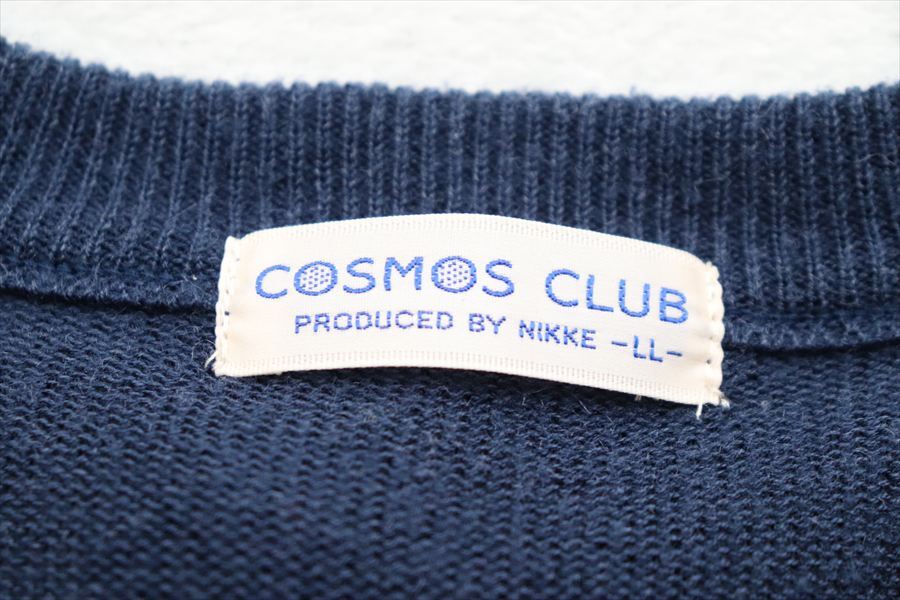 COSMOS CLUB
PRODUCED BY NIKKE -LL-